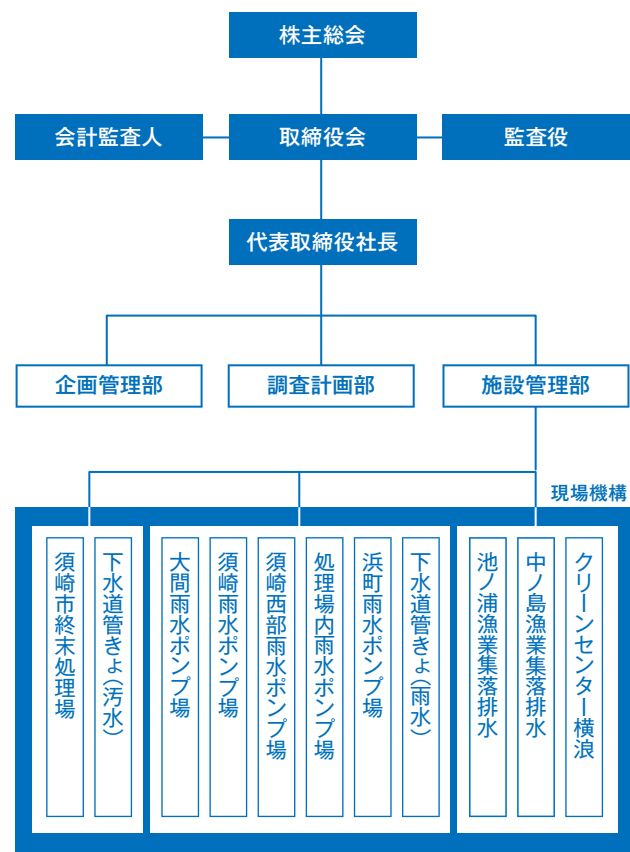 株主総会
会計監査人
取締役会
監査役
代表取締役社長
企画管理部
調査計画部
施設管理部
現場機構
須崎市終末処理場
下水道管きょ（汚水）
大間雨水ポンプ場
須崎雨水ポンプ場
須崎西部雨水ポンプ場
処理場内雨水ポンプ場
浜町雨水ポンプ場
下水道管きょ（雨水）
池ノ浦漁業集落排水
中ノ島漁業集落排水
クリーンセンター横浪